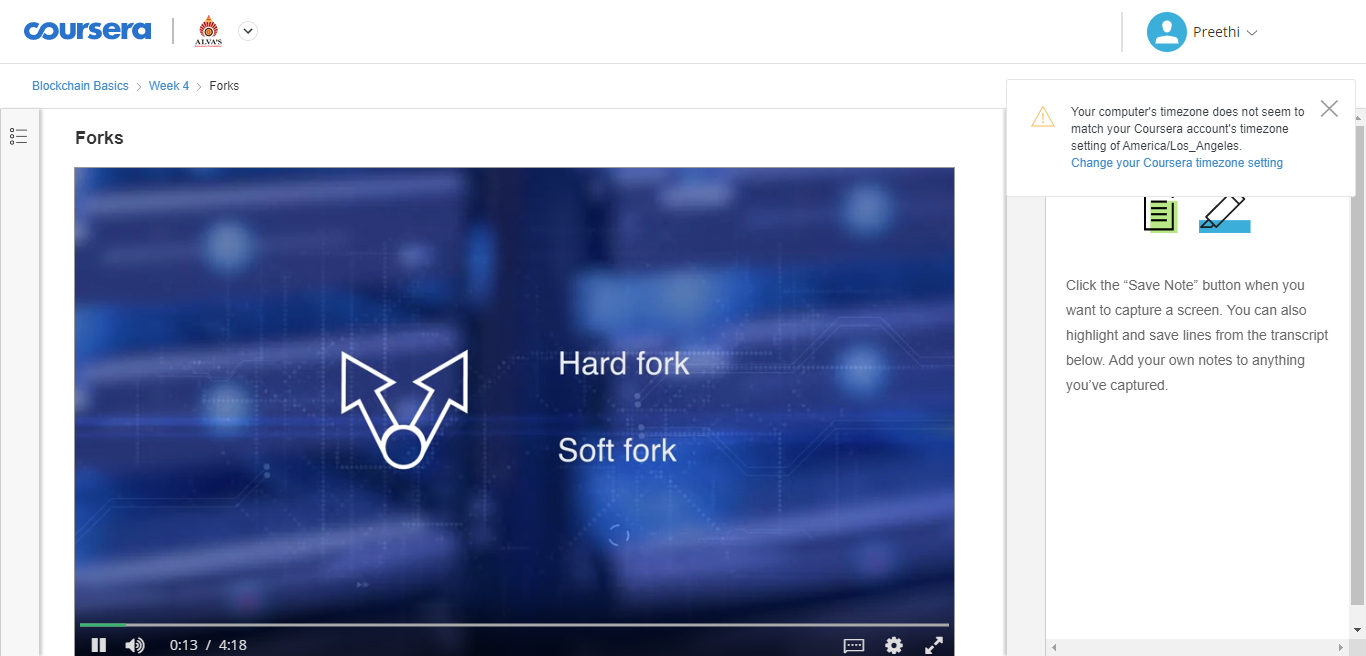 coursera
ALVA'S
Preethi
Blockchain Basics > Week 4 > Forks
Your computer's timezone does not seem to
match your Coursera account's timezone
setting of America/Los_Angeles.
Change your Coursera timezone setting
Forks
Hard fork
Soft fork
Click the “Save Note” button when you
want to capture a screen. You can also
highlight and save lines from the transcript
below. Add your own notes to anything
you’ve captured.
0:13 / 4:18